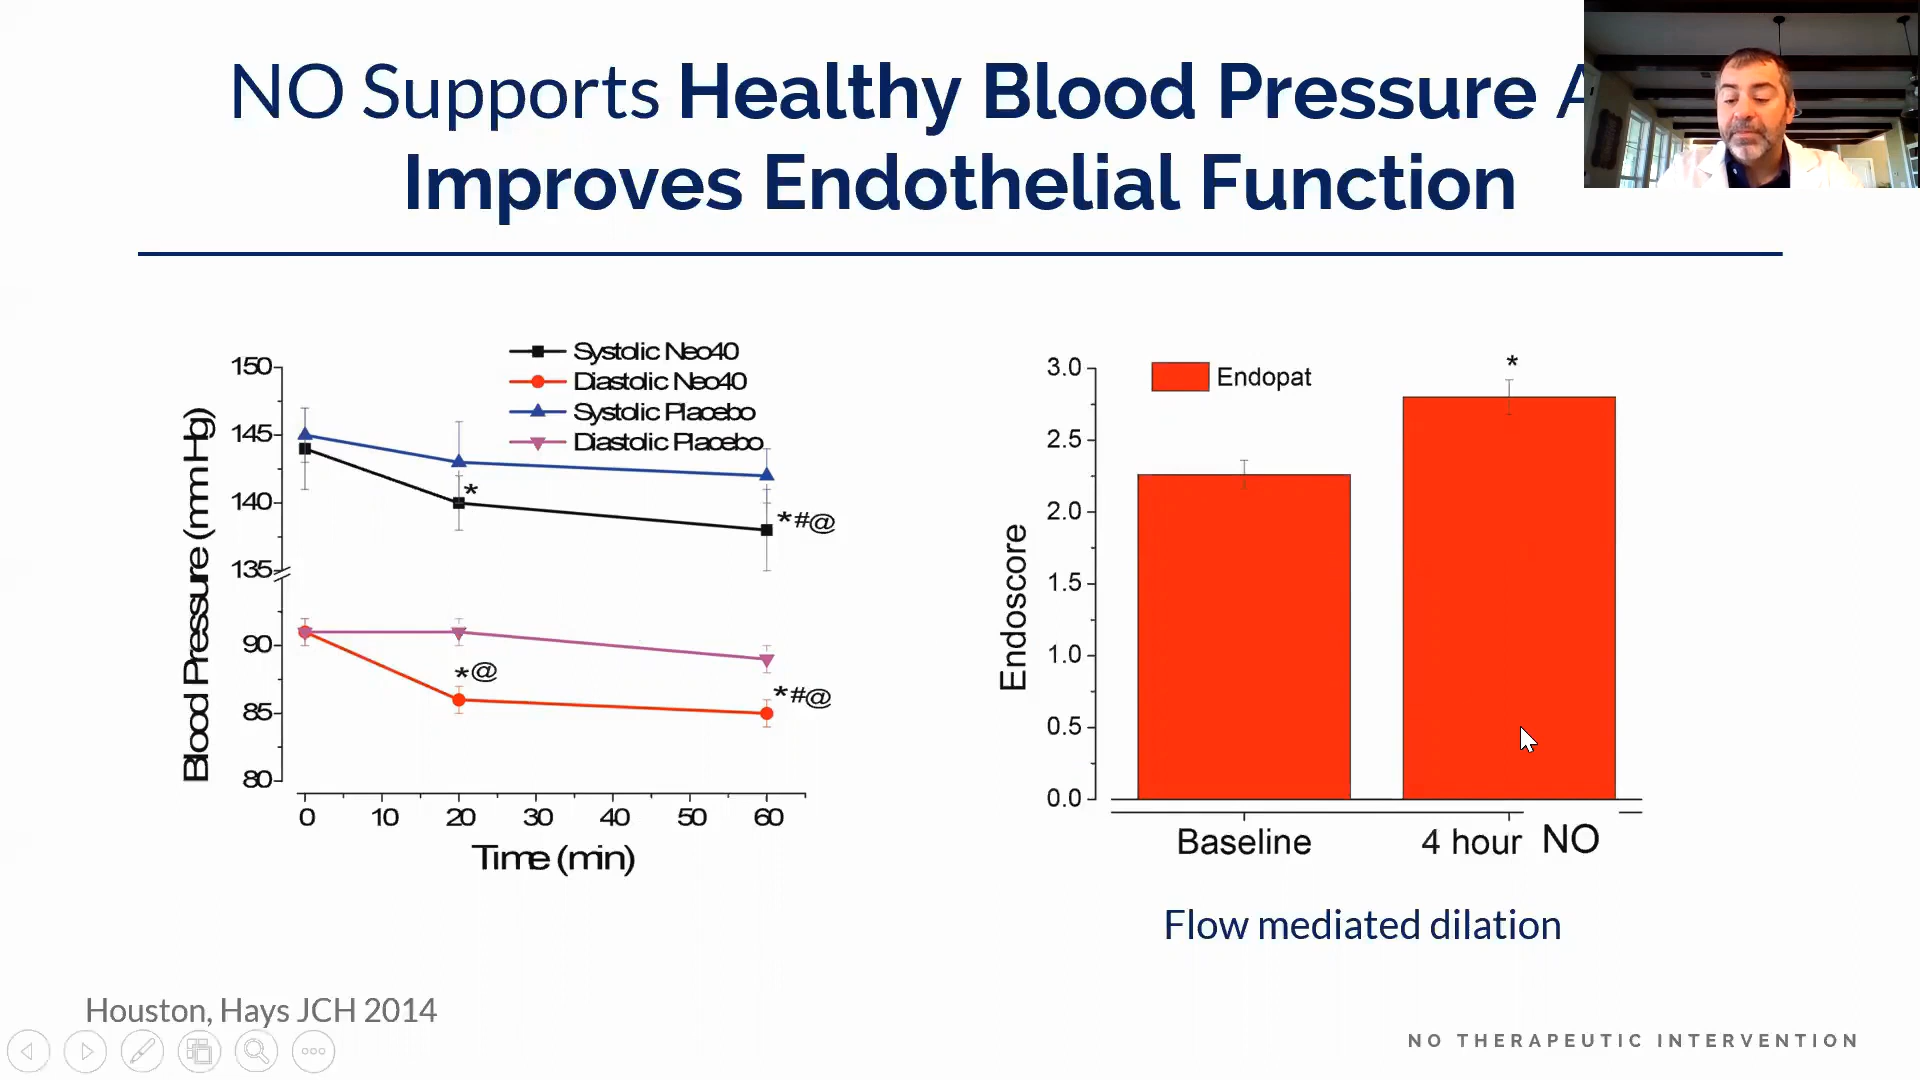 NO Supports Healthy Blood Pressure
Improves Endothelial Function
Systolic Neo40
Diastolic Neo40
Systolic Placebo
Diastolic Placebo
150
145
140
135
90
85
80
Blood Pressure (mm Hg)
*
*#@
*@
*#@
0 10 20 30 40 50 60
Time (min)
*
Endopat
3.0
2.5
2.0
1.5
1.0
0.5
0.0
Endoscore
Baseline 4 hour NO
Flow mediated dilation
Houston, Hays JCH 2014
NO THERAPEUTIC INTERVENTION